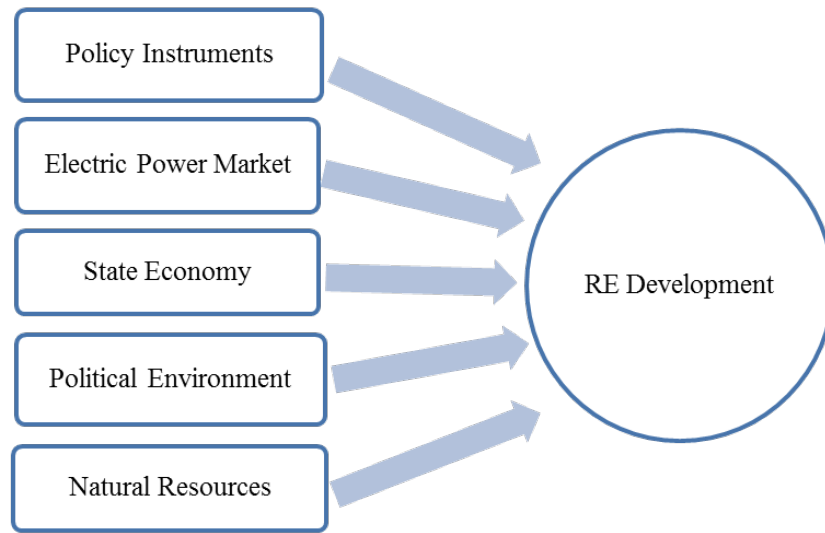 Policy Instruments
Electric Power Market
State Economy
RE Development
Political Environment
Natural Resources